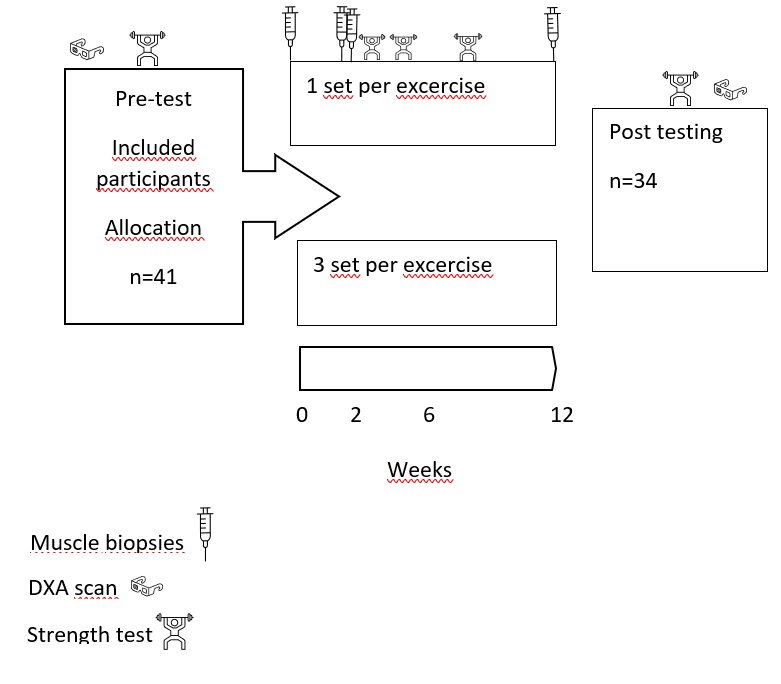 Pre-test
Included
participants
Allocation
n=41
1 set per excercise
3 set per excercise
Post testing
n=34
0 2 6 12
Weeks
Muscle biopsies
DXA scan
Strength test